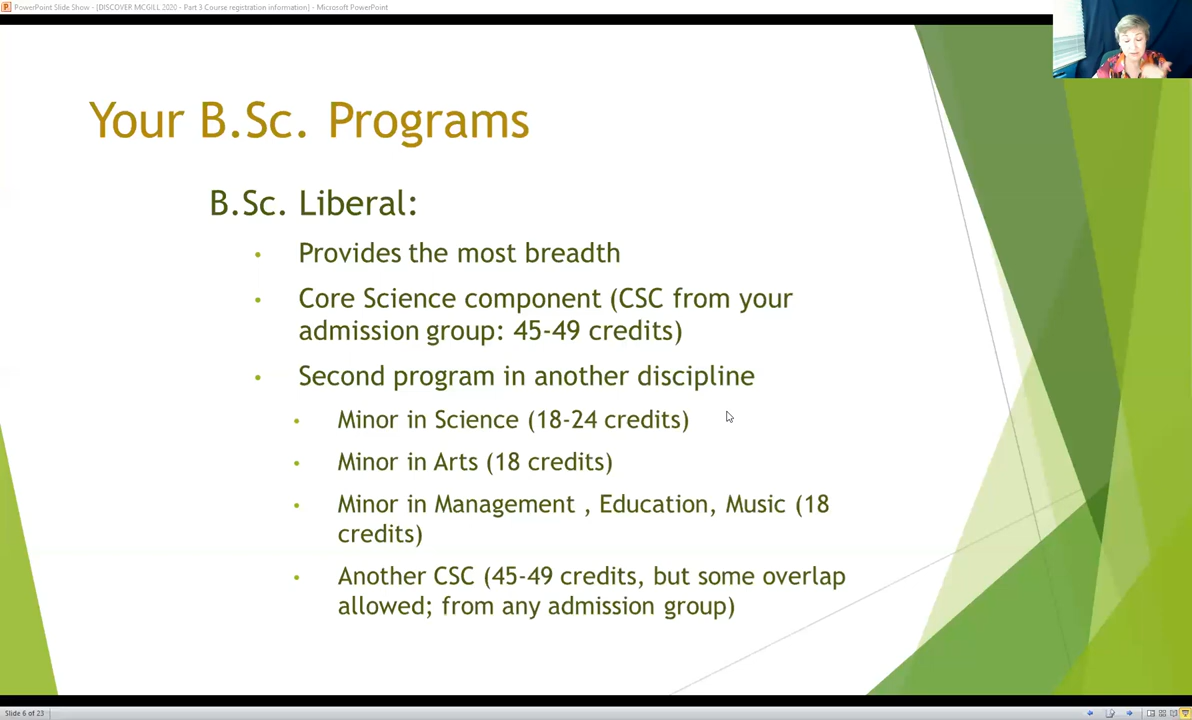 PowerPoint Slide Show - [DISCOVER MCGILL 2020 - Part 3 Course registration information] - Microsoft PowerPoint
Your B.Sc. Programs
B.Sc. Liberal:
• Provides the most breadth
• Core Science component (CSC from your
admission group: 45-49 credits)
• Second program in another discipline
• Minor in Science (18-24 credits)
• Minor in Arts (18 credits)
• Minor in Management , Education, Music (18
credits)
• Another CSC (45-49 credits, but some overlap
allowed; from any admission group)
Slide 6 of 23